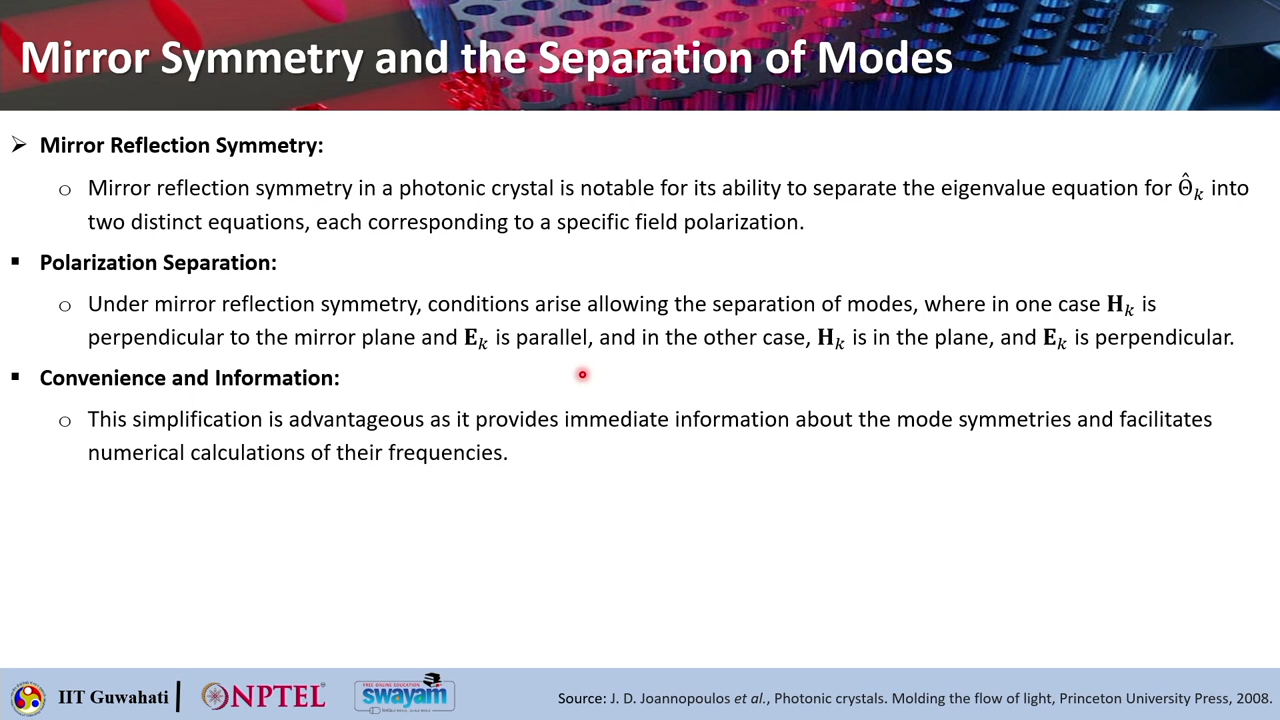 Mirror Symmetry and the Separation of Modes
➢ Mirror Reflection Symmetry:
o Mirror reflection symmetry in a photonic crystal is notable for its ability to separate the eigenvalue equation for Θ̂ₖ into
two distinct equations, each corresponding to a specific field polarization.
▪ Polarization Separation:
o Under mirror reflection symmetry, conditions arise allowing the separation of modes, where in one case 𝐇ₖ is
perpendicular to the mirror plane and 𝐄ₖ is parallel, and in the other case, 𝐇ₖ is in the plane, and 𝐄ₖ is perpendicular.
▪ Convenience and Information:
o This simplification is advantageous as it provides immediate information about the mode symmetries and facilitates
numerical calculations of their frequencies.
IIT Guwahati
NPTEL
FREE ONLINE EDUCATION
swayam
Source: J. D. Joannopoulos et al., Photonic crystals. Molding the flow of light, Princeton University Press, 2008.